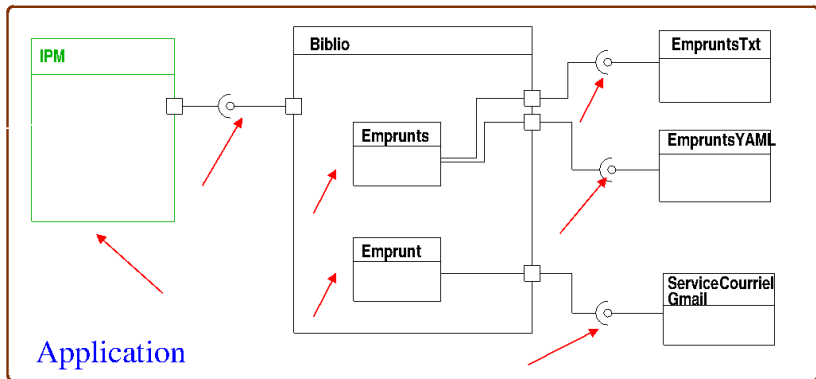 IPM
Biblio
EmpruntsTxt
Emprunts
EmpruntsYAML
Emprunt
ServiceCourriel
Gmail
Application